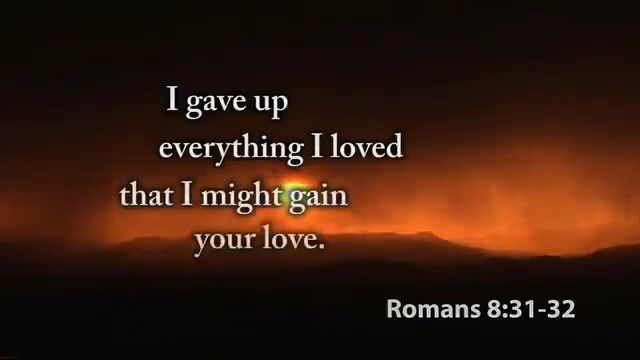 I gave up
everything I loved
that I might gain
your love.
Romans 8:31-32